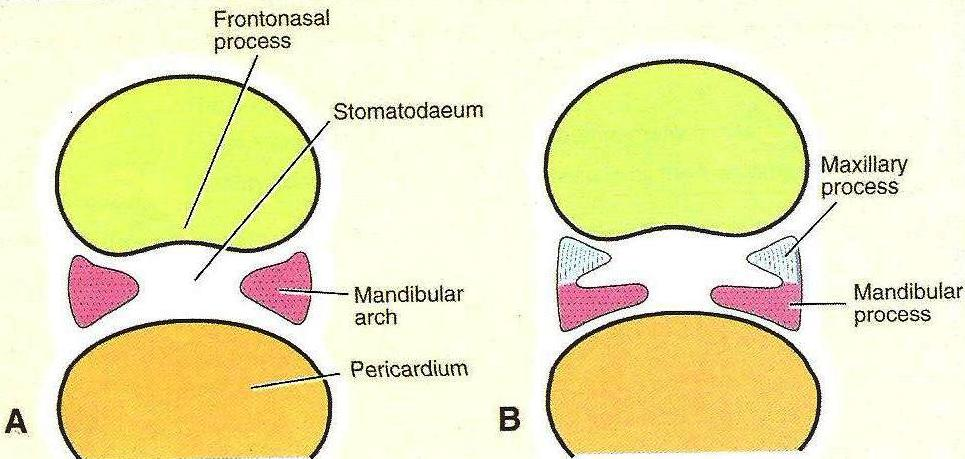 Frontonasal
process
Stomatodaeum
Mandibular
arch
Pericardium
A
Maxillary
process
Mandibular
process
B